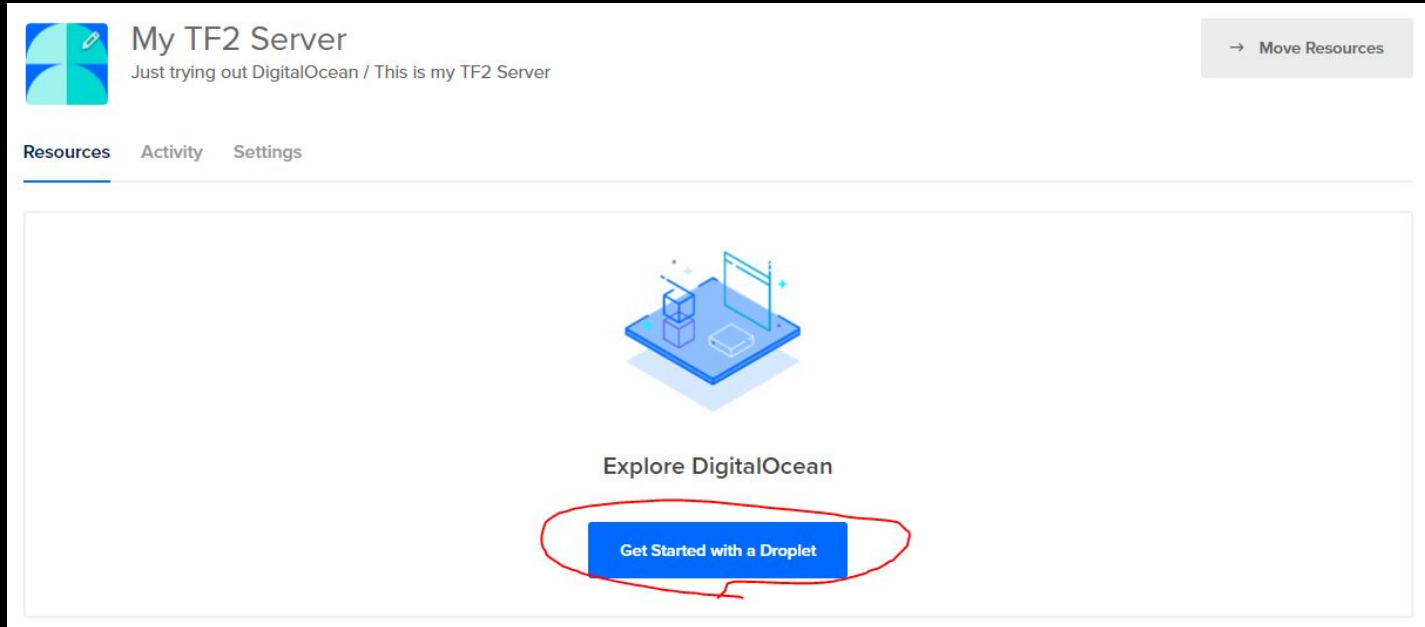 My TF2 Server
Just trying out DigitalOcean / This is my TF2 Server
→ Move Resources
Resources Activity Settings
Explore DigitalOcean
Get Started with a Droplet